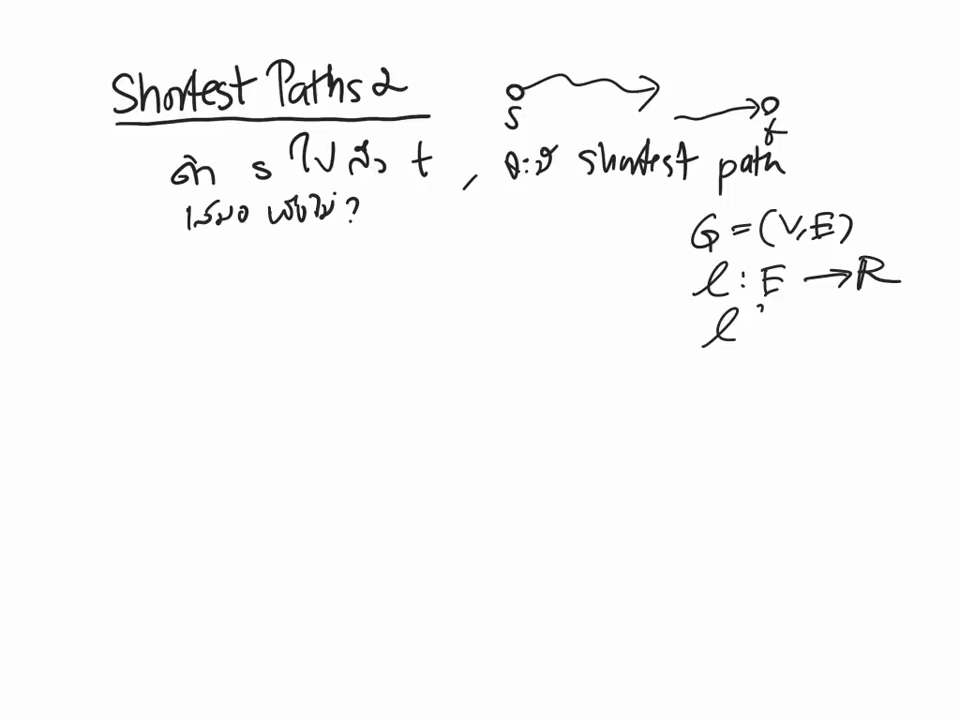 Shortest Paths 2
s
t
ถ้า s ไปถึง t , จะมี shortest path
เสมอ หรือไม่ ?
G = (V, E)
l : E → R
l